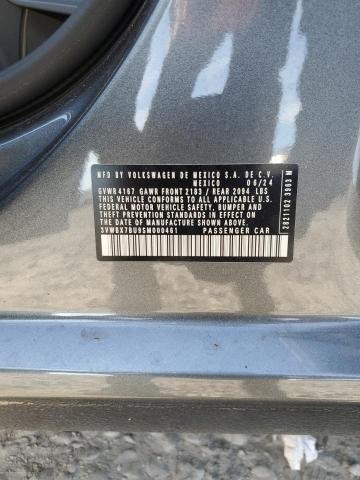 MFD BY VOLKSWAGEN DE MEXICO S.A. DE C.V.
MEXICO 06/24
GVWR 4167 GAWR FRONT 2183 / REAR 2094 LBS
THIS VEHICLE CONFORMS TO ALL APPLICABLE U.S.
FEDERAL MOTOR VEHICLE SAFETY, BUMPER AND
THEFT PREVENTION STANDARDS IN EFFECT ON
THE DATE OF MANUFACTURE SHOWN ABOVE
3VWBX7BU9SM000461 PASSENGER CAR
2821102 3963 M